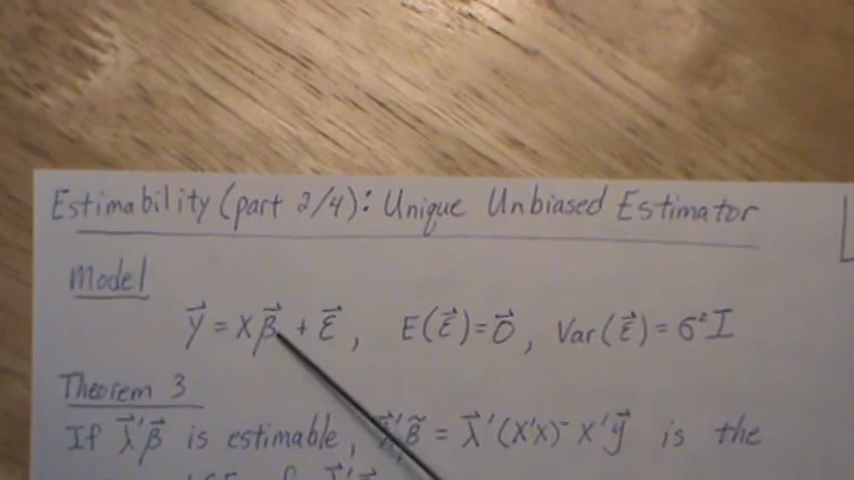 Estimability (part 2/4): Unique Unbiased Estimator
Model
y⃗ = Xβ⃗ + ε⃗ , E(ε⃗) = 0⃗ , Var(ε⃗) = σ²I
Theorem 3
If λ⃗'β⃗ is estimable, λ⃗'β̃ = λ⃗'(X'X)⁻X'y⃗ is the